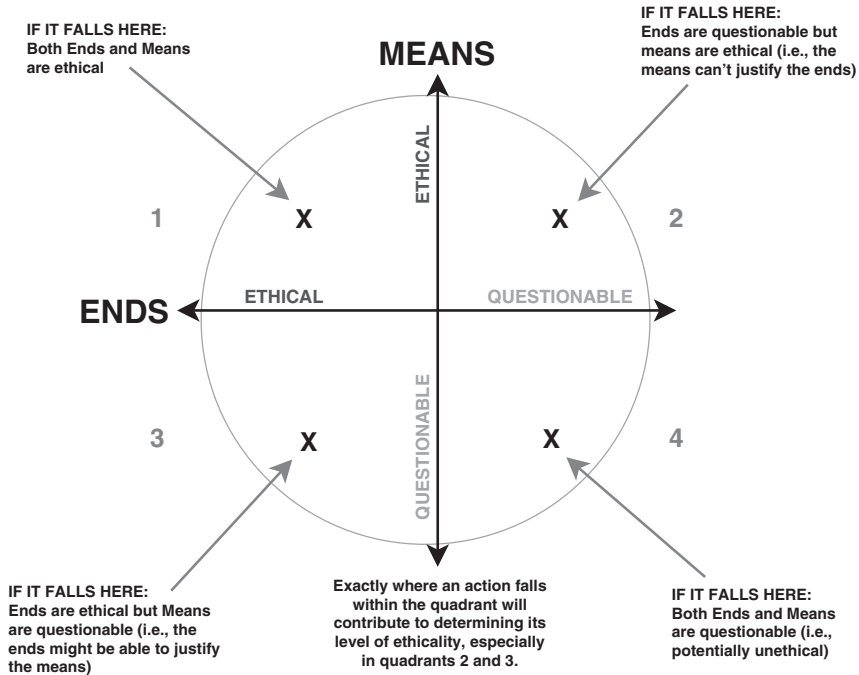 IF IT FALLS HERE:
Both Ends and Means
are ethical
IF IT FALLS HERE:
Ends are questionable but
means are ethical (i.e., the
means can't justify the ends)
MEANS
ETHICAL
1
X
X
2
ENDS
ETHICAL
QUESTIONABLE
QUESTIONABLE
3
X
X
4
IF IT FALLS HERE:
Ends are ethical but Means
are questionable (i.e., the
ends might be able to justify
the means)
Exactly where an action falls
within the quadrant will
contribute to determining its
level of ethicality, especially
in quadrants 2 and 3.
IF IT FALLS HERE:
Both Ends and Means
are questionable (i.e.,
potentially unethical)